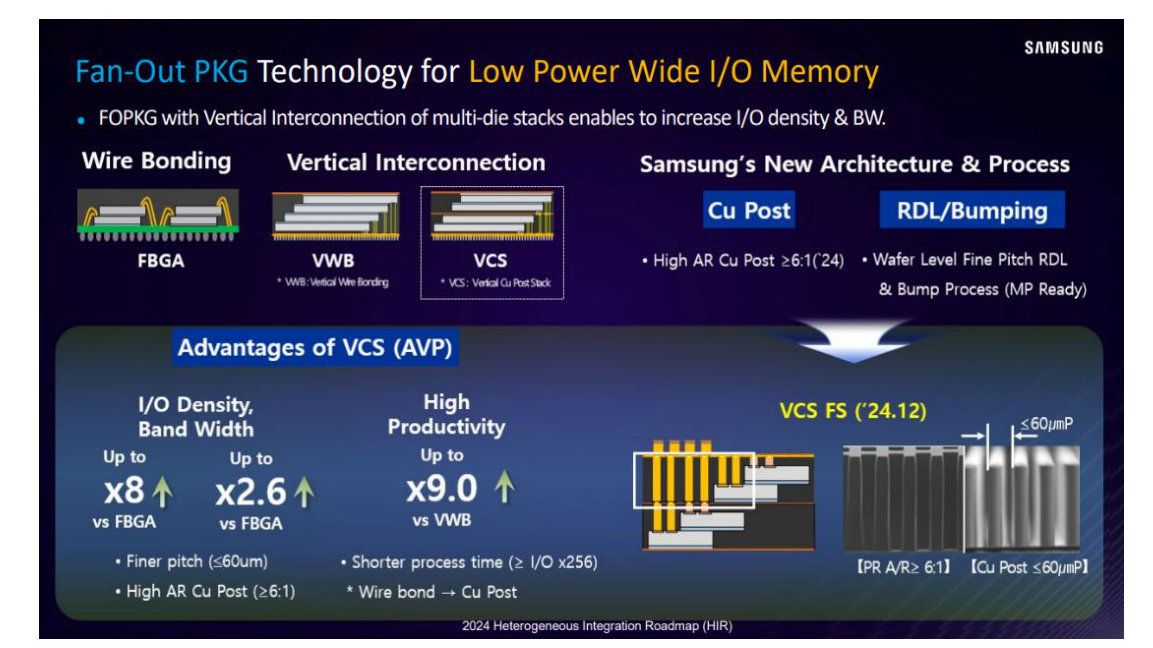 SAMSUNG
Fan-Out PKG Technology for Low Power Wide I/O Memory
• FOPKG with Vertical Interconnection of multi-die stacks enables to increase I/O density & BW.
Wire Bonding
FBGA
Vertical Interconnection
VWB
* VWB : Vertical Wire Bonding
VCS
* VCS : Vertical Cu Post Stack
Samsung's New Architecture & Process
Cu Post
• High AR Cu Post ≥6:1(`24)
RDL/Bumping
• Wafer Level Fine Pitch RDL
& Bump Process (MP Ready)
Advantages of VCS (AVP)
I/O Density,
Band Width
Up to
x8
vs FBGA
Up to
x2.6
vs FBGA
• Finer pitch (≤60um)
• High AR Cu Post (≥6:1)
High
Productivity
Up to
x9.0
vs VWB
• Shorter process time (≥ I/O x256)
* Wire bond → Cu Post
VCS FS (′24.12)
≤60㎛P
【PR A/R≥ 6:1】
【Cu Post ≤60㎛P】
2024 Heterogeneous Integration Roadmap (HIR)